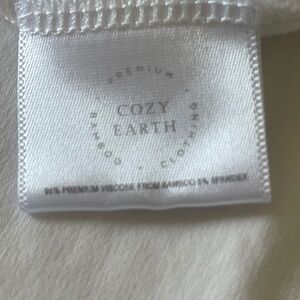 PREMIUM
BAMBOO
COZY
EARTH
CLOTHING
95% PREMIUM VISCOSE FROM BAMBOO 5% SPANDEX